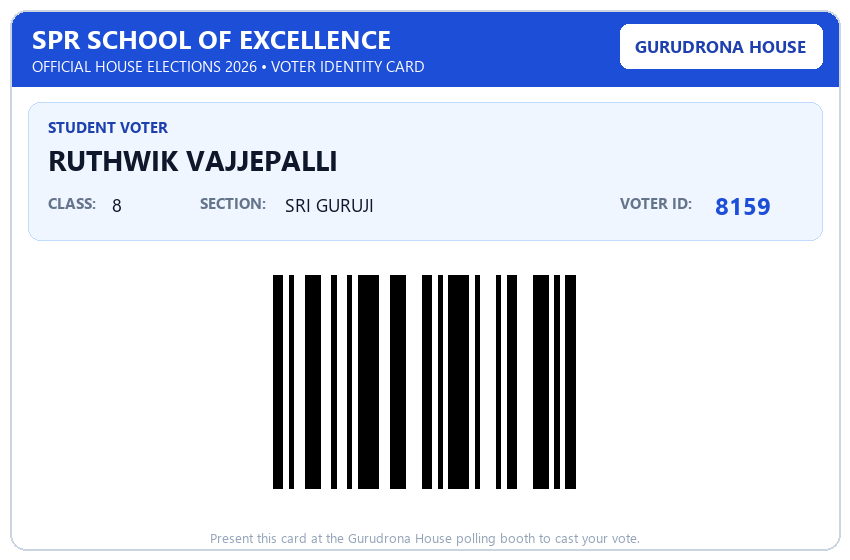 SPR SCHOOL OF EXCELLENCE
OFFICIAL HOUSE ELECTIONS 2026 • VOTER IDENTITY CARD
GURUDRONA HOUSE
STUDENT VOTER
RUTHWIK VAJJEPALLI
CLASS: 8 SECTION: SRI GURUJI VOTER ID: 8159
Present this card at the Gurudrona House polling booth to cast your vote.